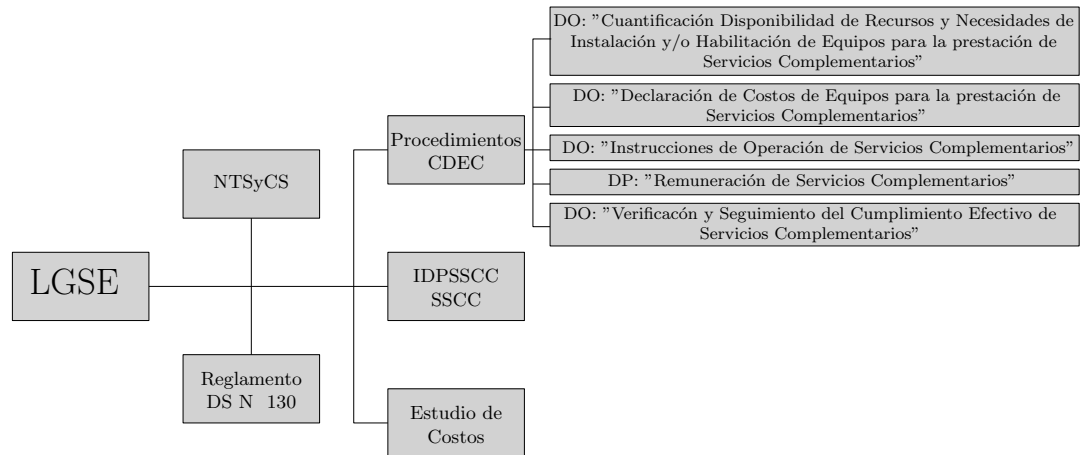 LGSE
NTSyCS
Reglamento
DS N 130
Procedimientos
CDEC
IDPSSCC
SSCC
Estudio de
Costos
DO: ”Cuantificación Disponibilidad de Recursos y Necesidades de
Instalación y/o Habilitación de Equipos para la prestación de
Servicios Complementarios”
DO: ”Declaración de Costos de Equipos para la prestación de
Servicios Complementarios”
DO: ”Instrucciones de Operación de Servicios Complementarios”
DP: ”Remuneración de Servicios Complementarios”
DO: ”Verificacón y Seguimiento del Cumplimiento Efectivo de
Servicios Complementarios”